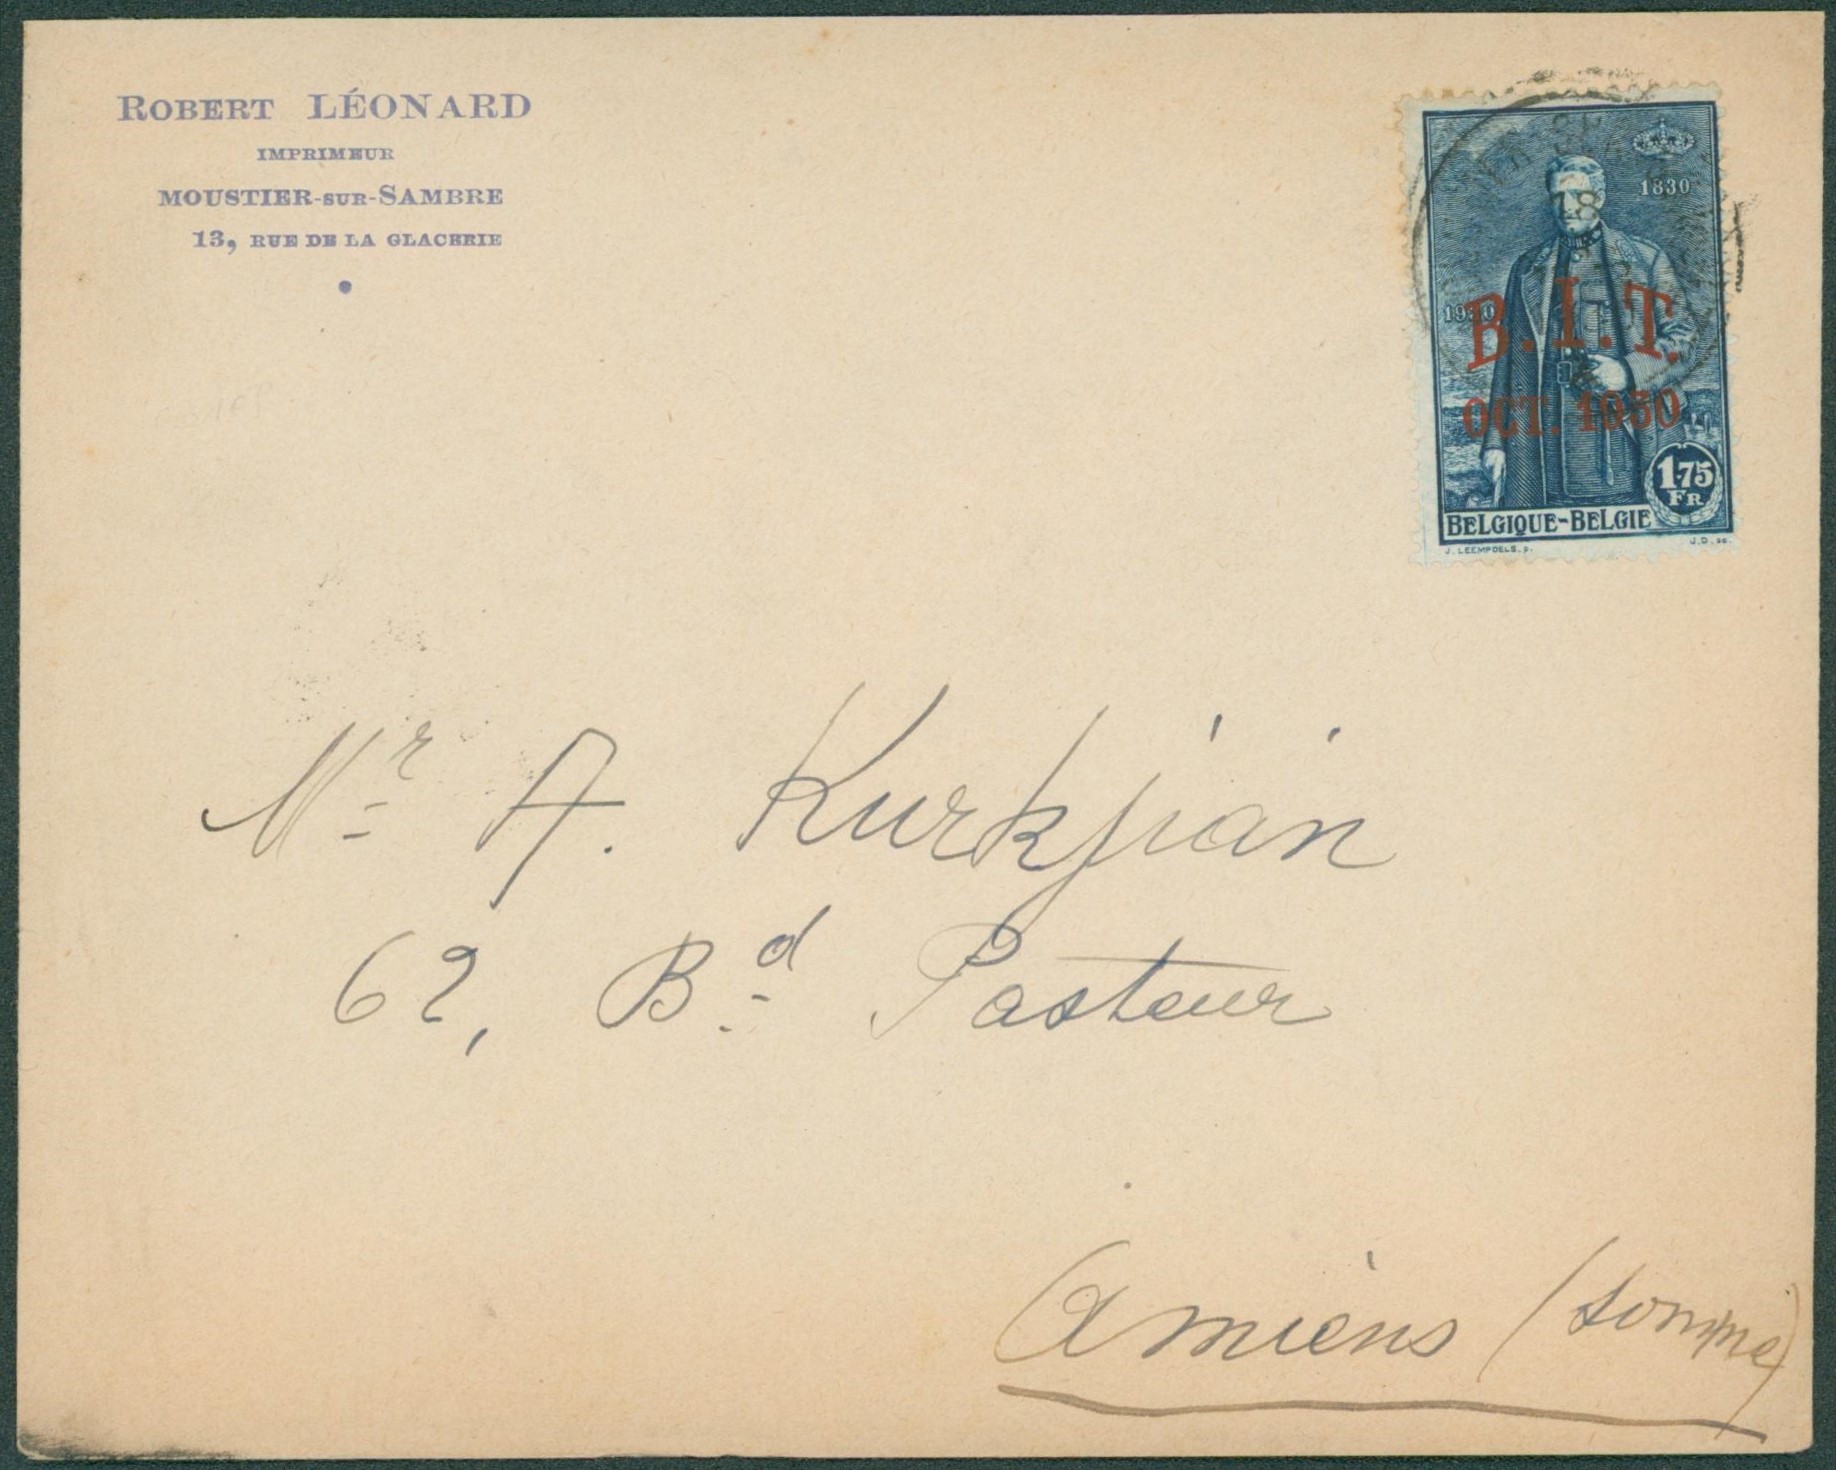 ROBERT LÉONARD
IMPRIMEUR
MOUSTIER-SUR-SAMBRE
13, RUE DE LA GLACERIE
1830
18
1930
B.I.T.
OCT. 1930
1.75
FR
BELGIQUE-BELGIE
J. LEEMPOELS. p. J.D. sc.
Mr A. Kurkjian
62, Bd Pasteur
Amiens (Somme)